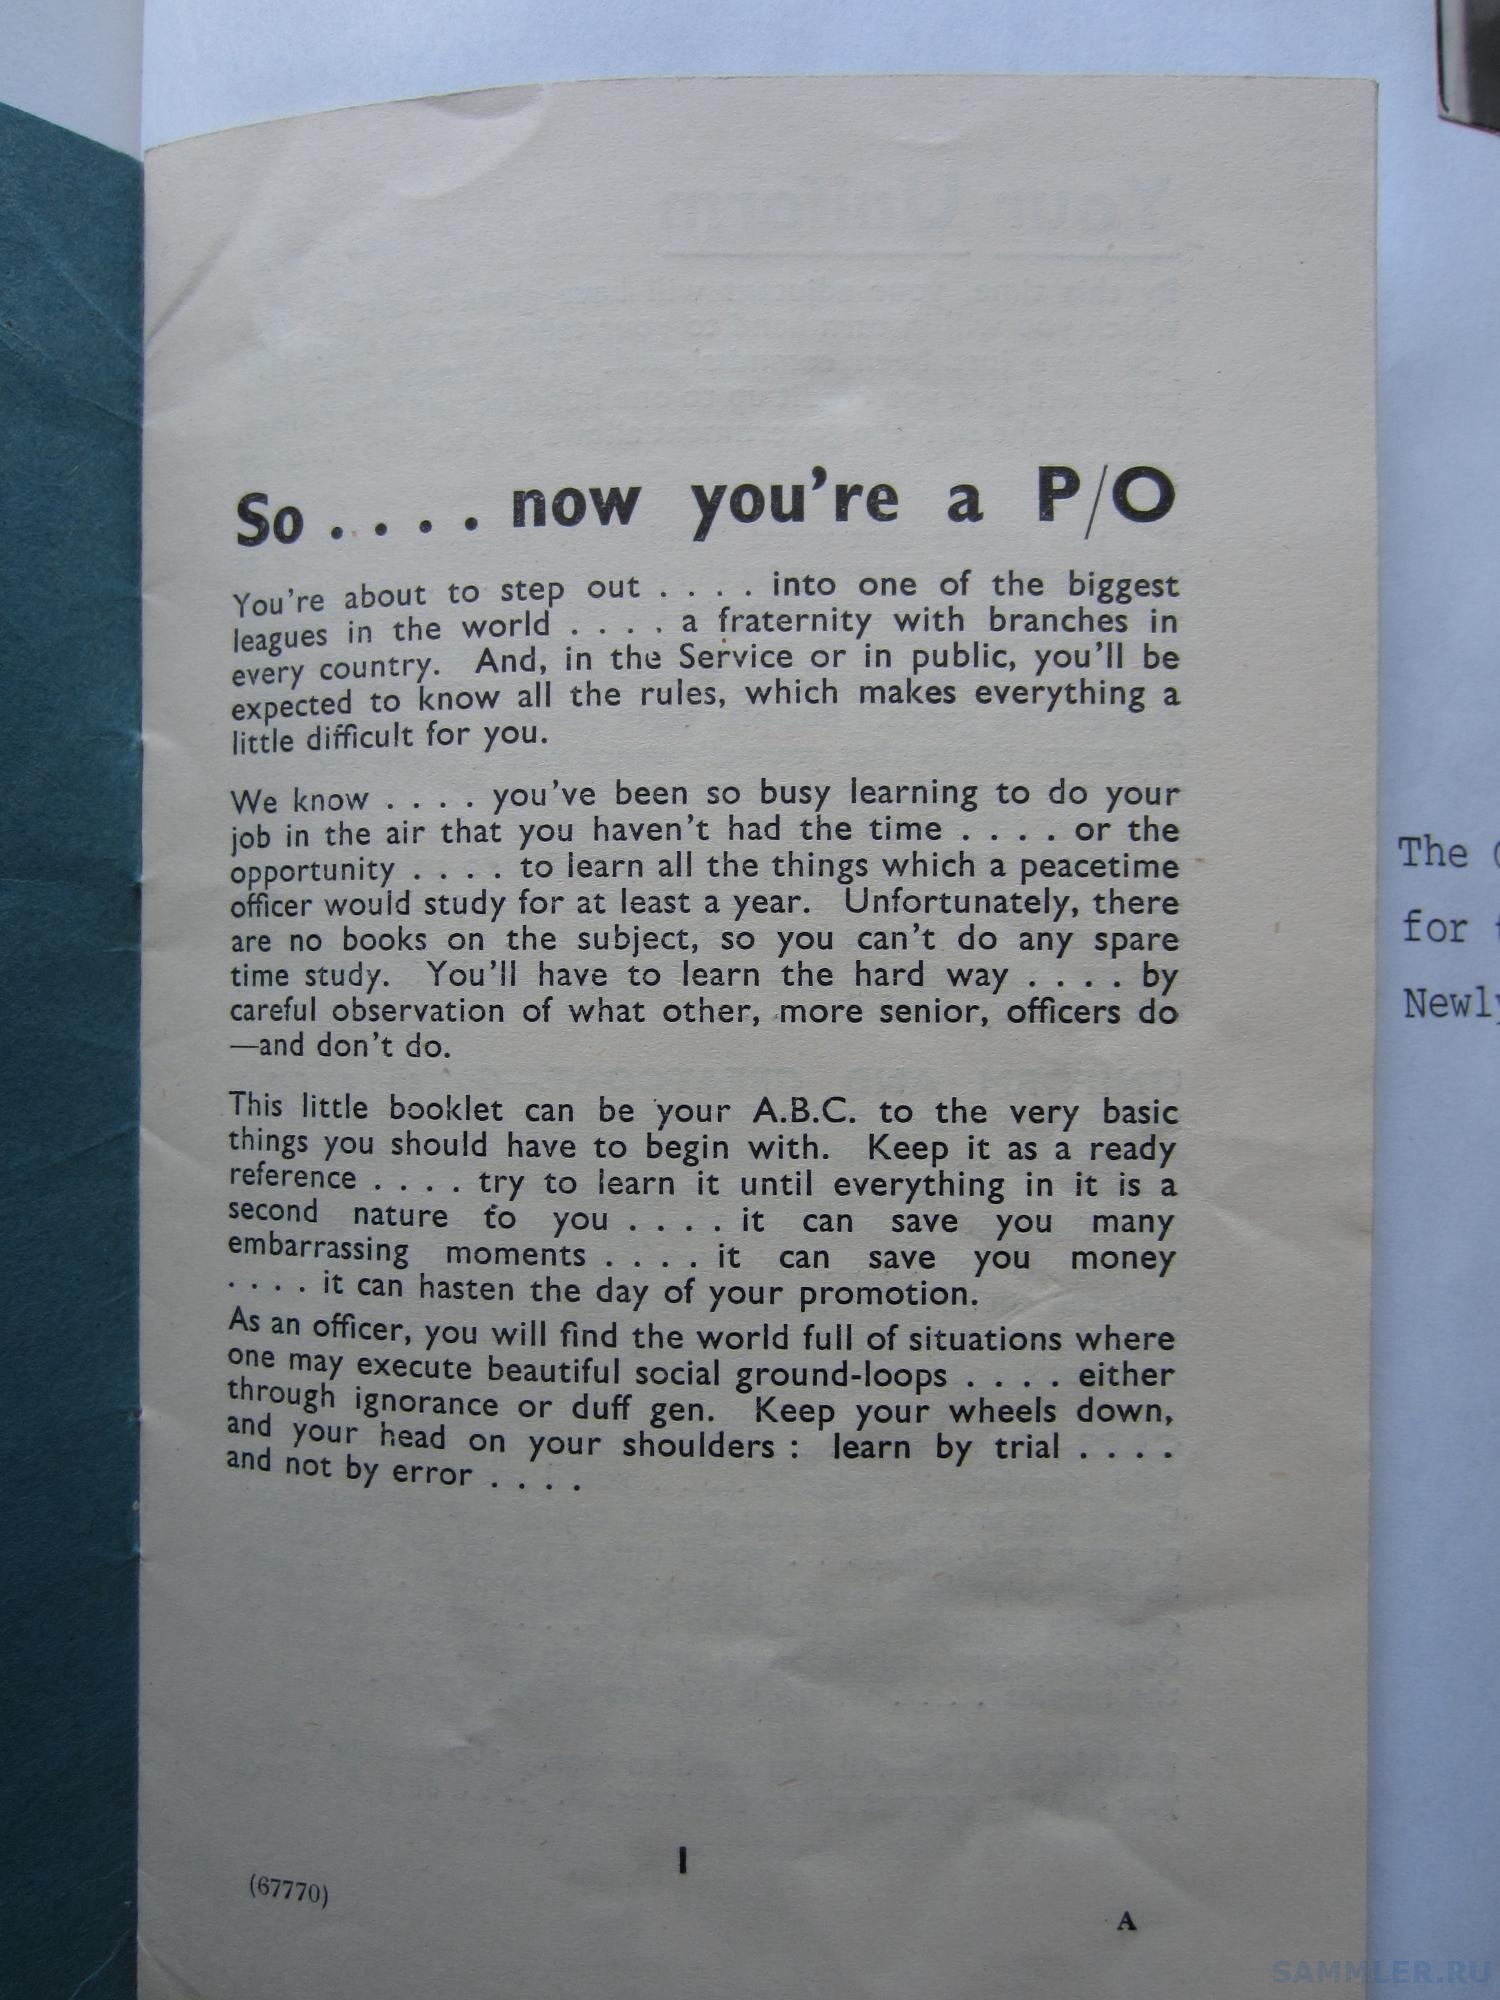 So . . . . now you're a P/O
You're about to step out . . . . into one of the biggest
leagues in the world . . . . a fraternity with branches in
every country. And, in the Service or in public, you'll be
expected to know all the rules, which makes everything a
little difficult for you.
We know . . . . you've been so busy learning to do your
job in the air that you haven't had the time . . . . or the
opportunity . . . . to learn all the things which a peacetime
officer would study for at least a year. Unfortunately, there
are no books on the subject, so you can't do any spare
time study. You'll have to learn the hard way . . . . by
careful observation of what other, more senior, officers do
—and don't do.
This little booklet can be your A.B.C. to the very basic
things you should have to begin with. Keep it as a ready
reference . . . . try to learn it until everything in it is a
second nature to you . . . . it can save you many
embarrassing moments . . . . it can save you money
. . . . it can hasten the day of your promotion.
As an officer, you will find the world full of situations where
one may execute beautiful social ground-loops . . . . either
through ignorance or duff gen. Keep your wheels down,
and your head on your shoulders : learn by trial . . . .
and not by error . . . .
1
(67770)
A
The
for
Newly
Your Uniform
SAMMLER.RU